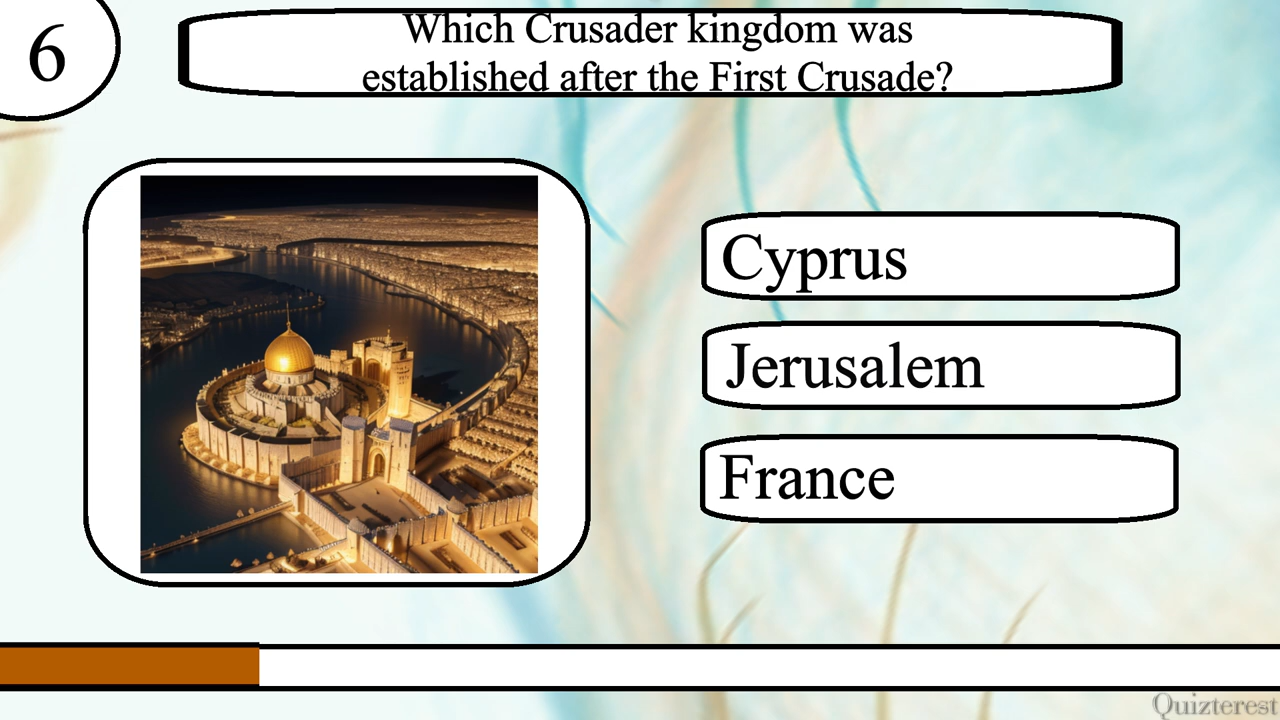 6
Which Crusader kingdom was
established after the First Crusade?
Cyprus
Jerusalem
France
Quizterest